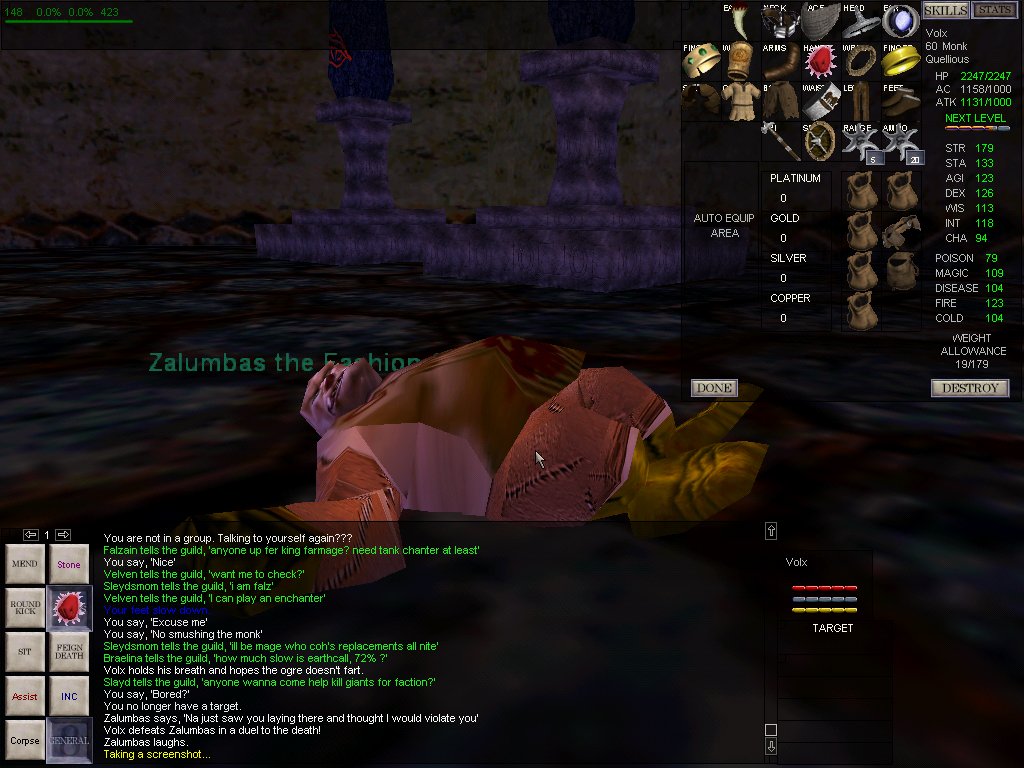 148 0.0% 0.0% 423
SKILLS STATS
Volx
60 Monk
Quellious
HP 2247/2247
AC 1158/1000
ATK 1131/1000
NEXT LEVEL
NECK HEAD
ARMS
RANGE AMMO
5 20
STR 179
STA 133
AGI 123
DEX 126
WIS 113
INT 118
CHA 94
POISON 79
MAGIC 109
DISEASE 104
FIRE 123
COLD 104
WEIGHT
ALLOWANCE
19/179
PLATINUM
0
GOLD
0
SILVER
0
COPPER
0
AUTO EQUIP
AREA
DONE
DESTROY
Zalumbas the Fashion
1
MEND Stone
ROUND
KICK
SIT
FEIGN
DEATH
Assist INC
Corpse GENERAL
You are not in a group. Talking to yourself again???
Falzain tells the guild, 'anyone up fer king farmage? need tank chanter at least'
You say, 'Nice'
Velven tells the guild, 'want me to check?'
Sleydsmom tells the guild, 'i am falz'
Velven tells the guild, 'I can play an enchanter'
Your feet slow down.
You say, 'Excuse me'
You say, 'No smushing the monk'
Sleydsmom tells the guild, 'ill be mage who coh's replacements all nite'
Braelina tells the guild, 'how much slow is earthcall, 72% ?'
Volx holds his breath and hopes the ogre doesn't fart.
Slayd tells the guild, 'anyone wanna come help kill giants for faction?'
You say, 'Bored?'
You no longer have a target.
Zalumbas says, 'Na just saw you laying there and thought I would violate you'
Volx defeats Zalumbas in a duel to the death!
Zalumbas laughs.
Taking a screenshot...
Volx
TARGET